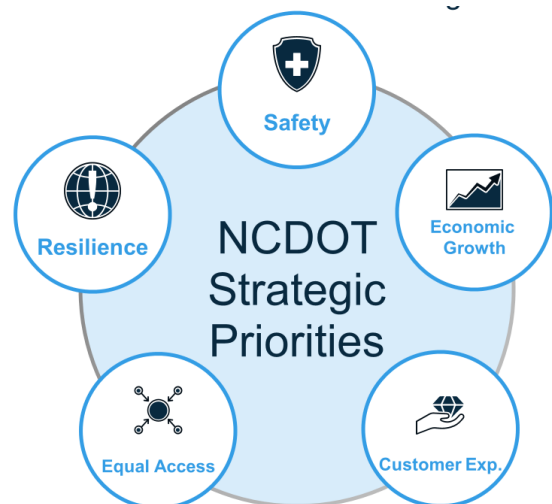 Safety
Economic
Growth
Resilience
NCDOT
Strategic
Priorities
Equal Access
Customer Exp.